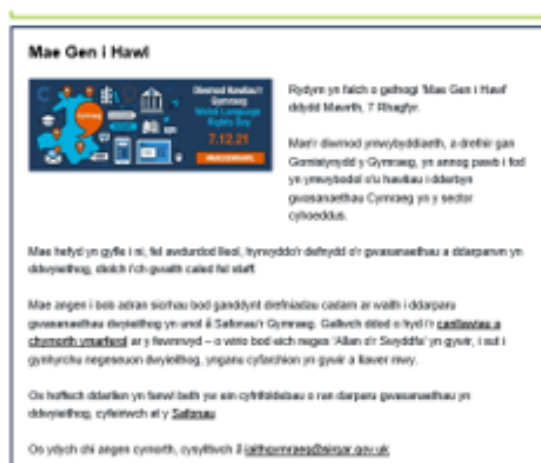 Mae Gen i Hawl
Diwrnod Hawliau'r
Gymraeg
Welsh Language
Rights Day
7.12.21
#MAEGENIHAWL
Cymraeg
Rydym yn falch o gefnogi 'Mae Gen i Hawl'
ddydd Mawrth, 7 Rhagfyr.
Mae'r diwrnod ymwybyddiaeth, a drefnir gan
Gomisiynydd y Gymraeg, yn annog pawb i fod
yn ymwybodol o'u hawliau i dderbyn
gwasanaethau Cymraeg yn y sector
cyhoeddus.
Mae hefyd yn gyfle i ni, fel awdurdod lleol, hyrwyddo'r defnydd o'r gwasanaethau a ddarparwn yn
ddwyieithog, diolch i'ch gwaith caled fel staff.
Mae angen i bob adran sicrhau bod ganddynt drefniadau cadarn ar waith i ddarparu
gwasanaethau dwyieithog yn unol â Safonau'r Gymraeg. Gallwch ddod o hyd i'r canllawiau a
chymorth ymarferol ar y fewnrwyd – o wirio bod eich neges 'Allan o'r Swyddfa' yn gywir, i sut i
gynhyrchu negeseuon dwyieithog, ynganu cyfarchion yn gywir a llawer mwy.
Os hoffech ddarllen yn fanwl beth yw ein cyfrifoldebau o ran darparu gwasanaethau yn
ddwyieithog, cyfeiriwch at y Safonau.
Os ydych chi angen cymorth, cysylltwch â iaithgymraeg@sirgar.gov.uk